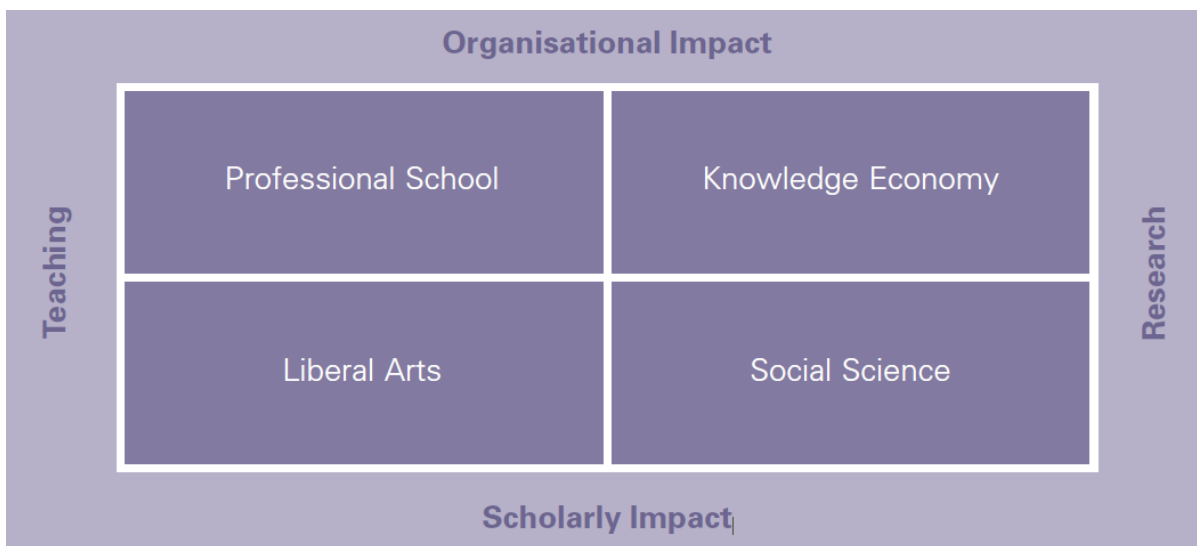 Organisational Impact
Professional School
Knowledge Economy
Teaching
Research
Liberal Arts
Social Science
Scholarly Impact